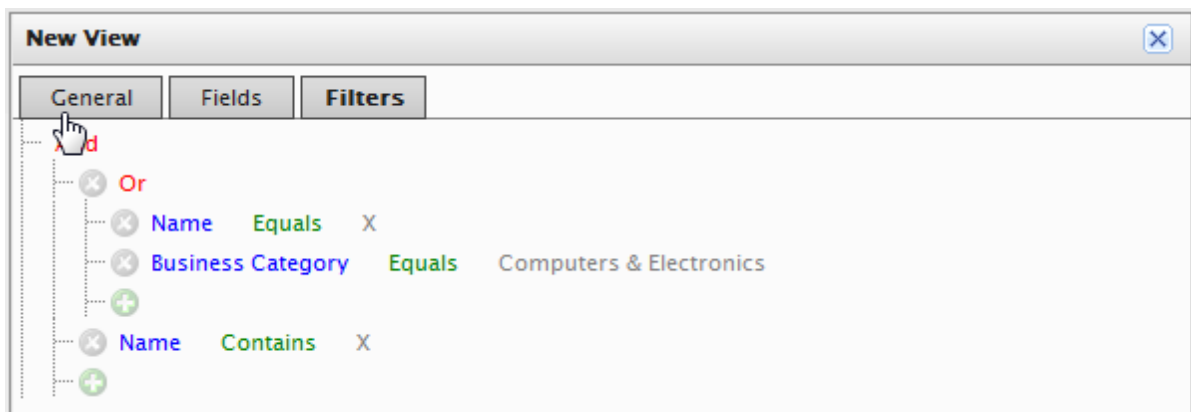 New View
General Fields Filters
Or
Name Equals X
Business Category Equals Computers & Electronics
Name Contains X